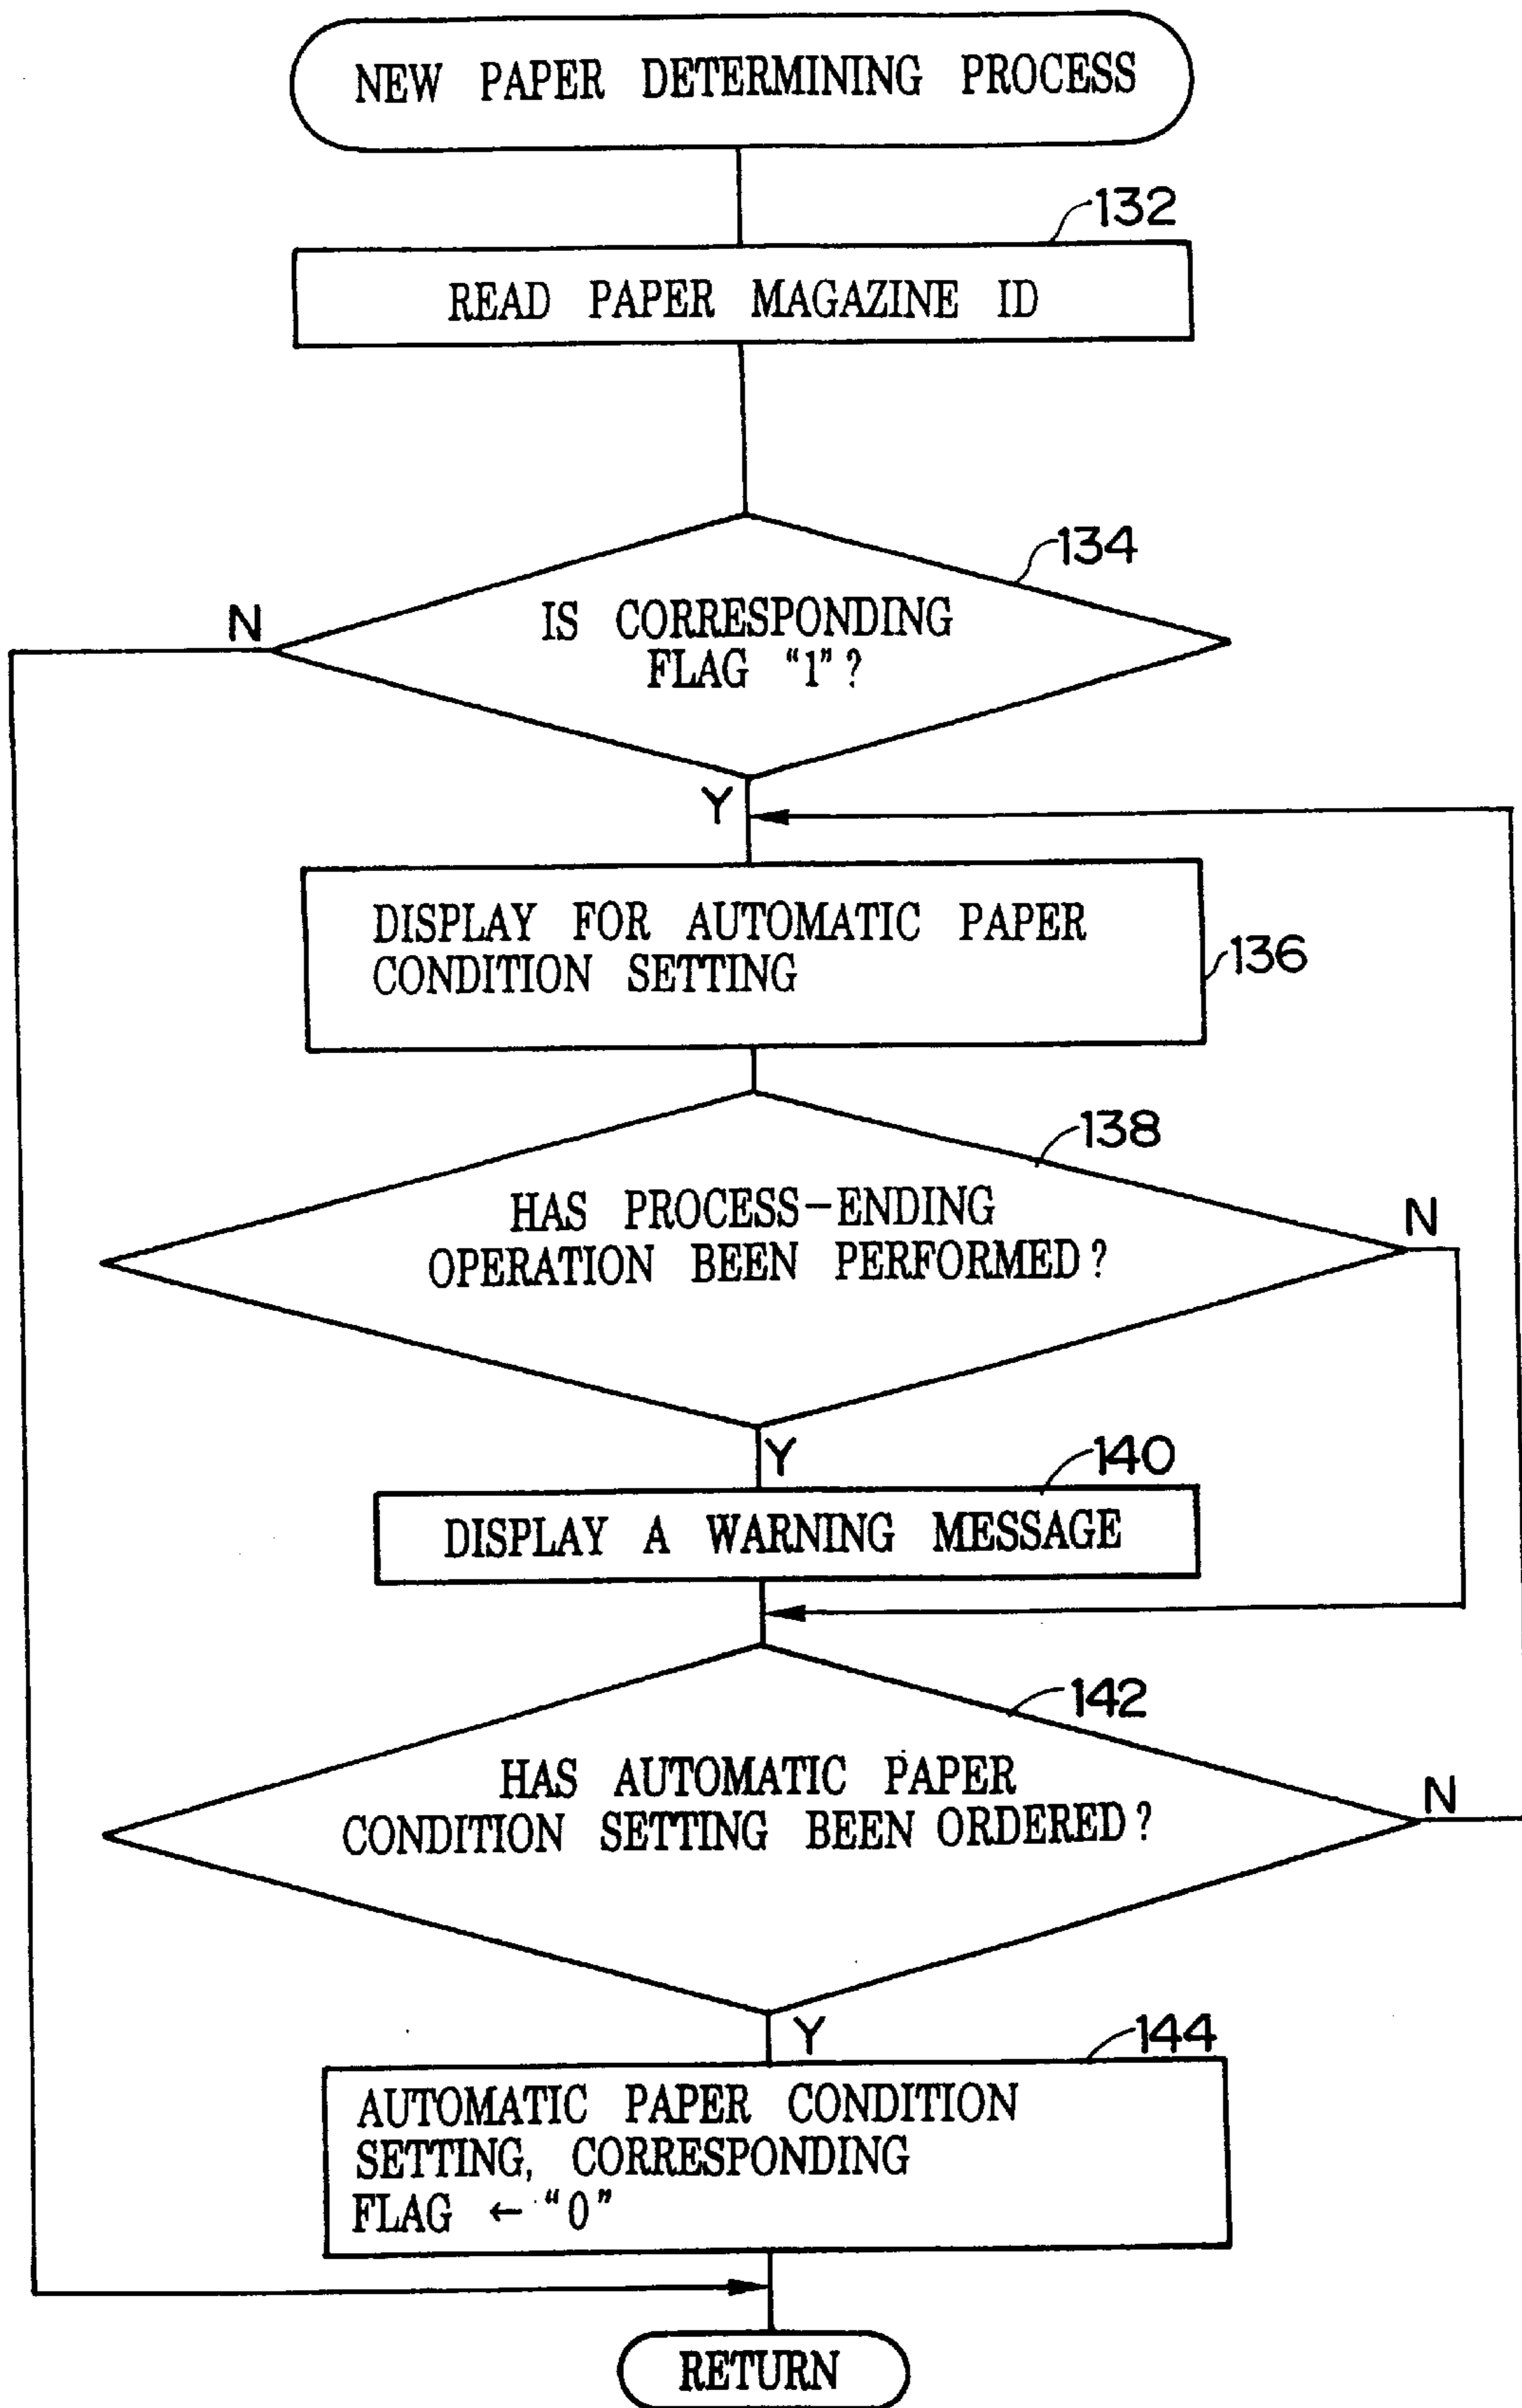 NEW PAPER DETERMINING PROCESS
132
READ PAPER MAGAZINE ID
134
N
IS CORRESPONDING
FLAG “1”?
Y
DISPLAY FOR AUTOMATIC PAPER
CONDITION SETTING
136
138
HAS PROCESS-ENDING
OPERATION BEEN PERFORMED?
N
Y
140
DISPLAY A WARNING MESSAGE
142
HAS AUTOMATIC PAPER
CONDITION SETTING BEEN ORDERED?
N
Y
144
AUTOMATIC PAPER CONDITION
SETTING, CORRESPONDING
FLAG ← “0”
RETURN